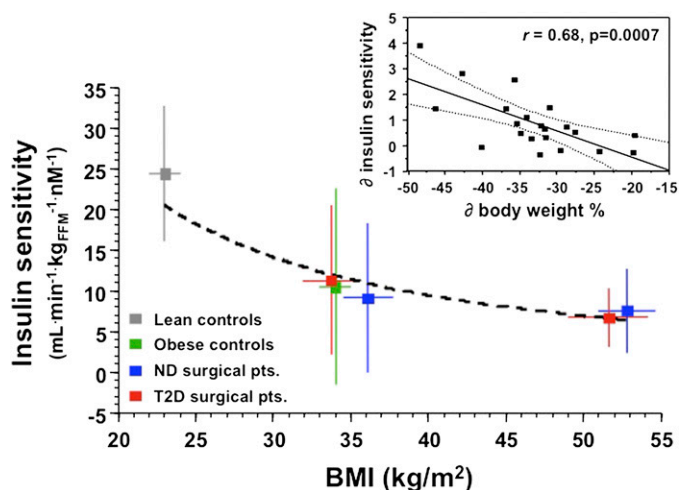 r = 0.68, p=0.0007
∂ insulin sensitivity
5
4
3
2
1
0
-1
-50 -45 -40 -35 -30 -25 -20 -15
∂ body weight %
Insulin sensitivity
(mL·min⁻¹·kgFFM⁻¹·nM⁻¹)
35
30
25
20
15
10
5
0
-5
Lean controls
Obese controls
ND surgical pts.
T2D surgical pts.
20 25 30 35 40 45 50 55
BMI (kg/m²)